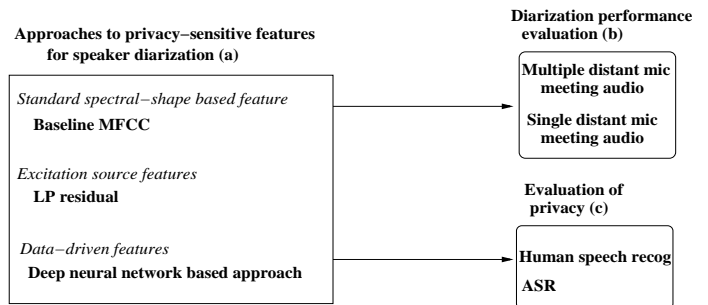 Approaches to privacy−sensitive features
for speaker diarization (a)
Standard spectral−shape based feature
Baseline MFCC
Excitation source features
LP residual
Data−driven features
Deep neural network based approach
Diarization performance
evaluation (b)
Multiple distant mic
meeting audio
Single distant mic
meeting audio
Evaluation of
privacy (c)
Human speech recog
ASR